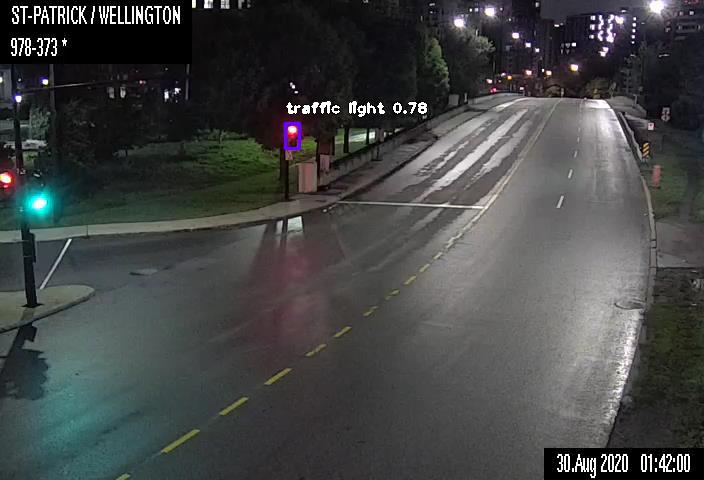 ST-PATRICK / WELLINGTON
978-373 *
traffic light 0.78
30.Aug 2020 01:42:00